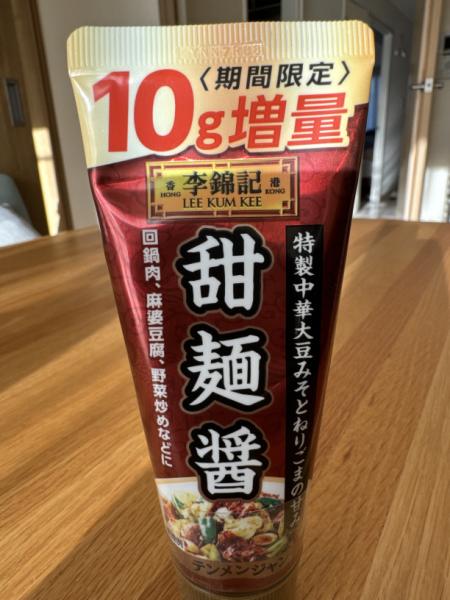 〈期間限定〉
10g増量
香 HONG
李錦記
LEE KUM KEE
港 KONG
甜麺醤
特製中華大豆みそとねりごまの甘み
回鍋肉、麻婆豆腐、野菜炒めなどに
テンメンジャン